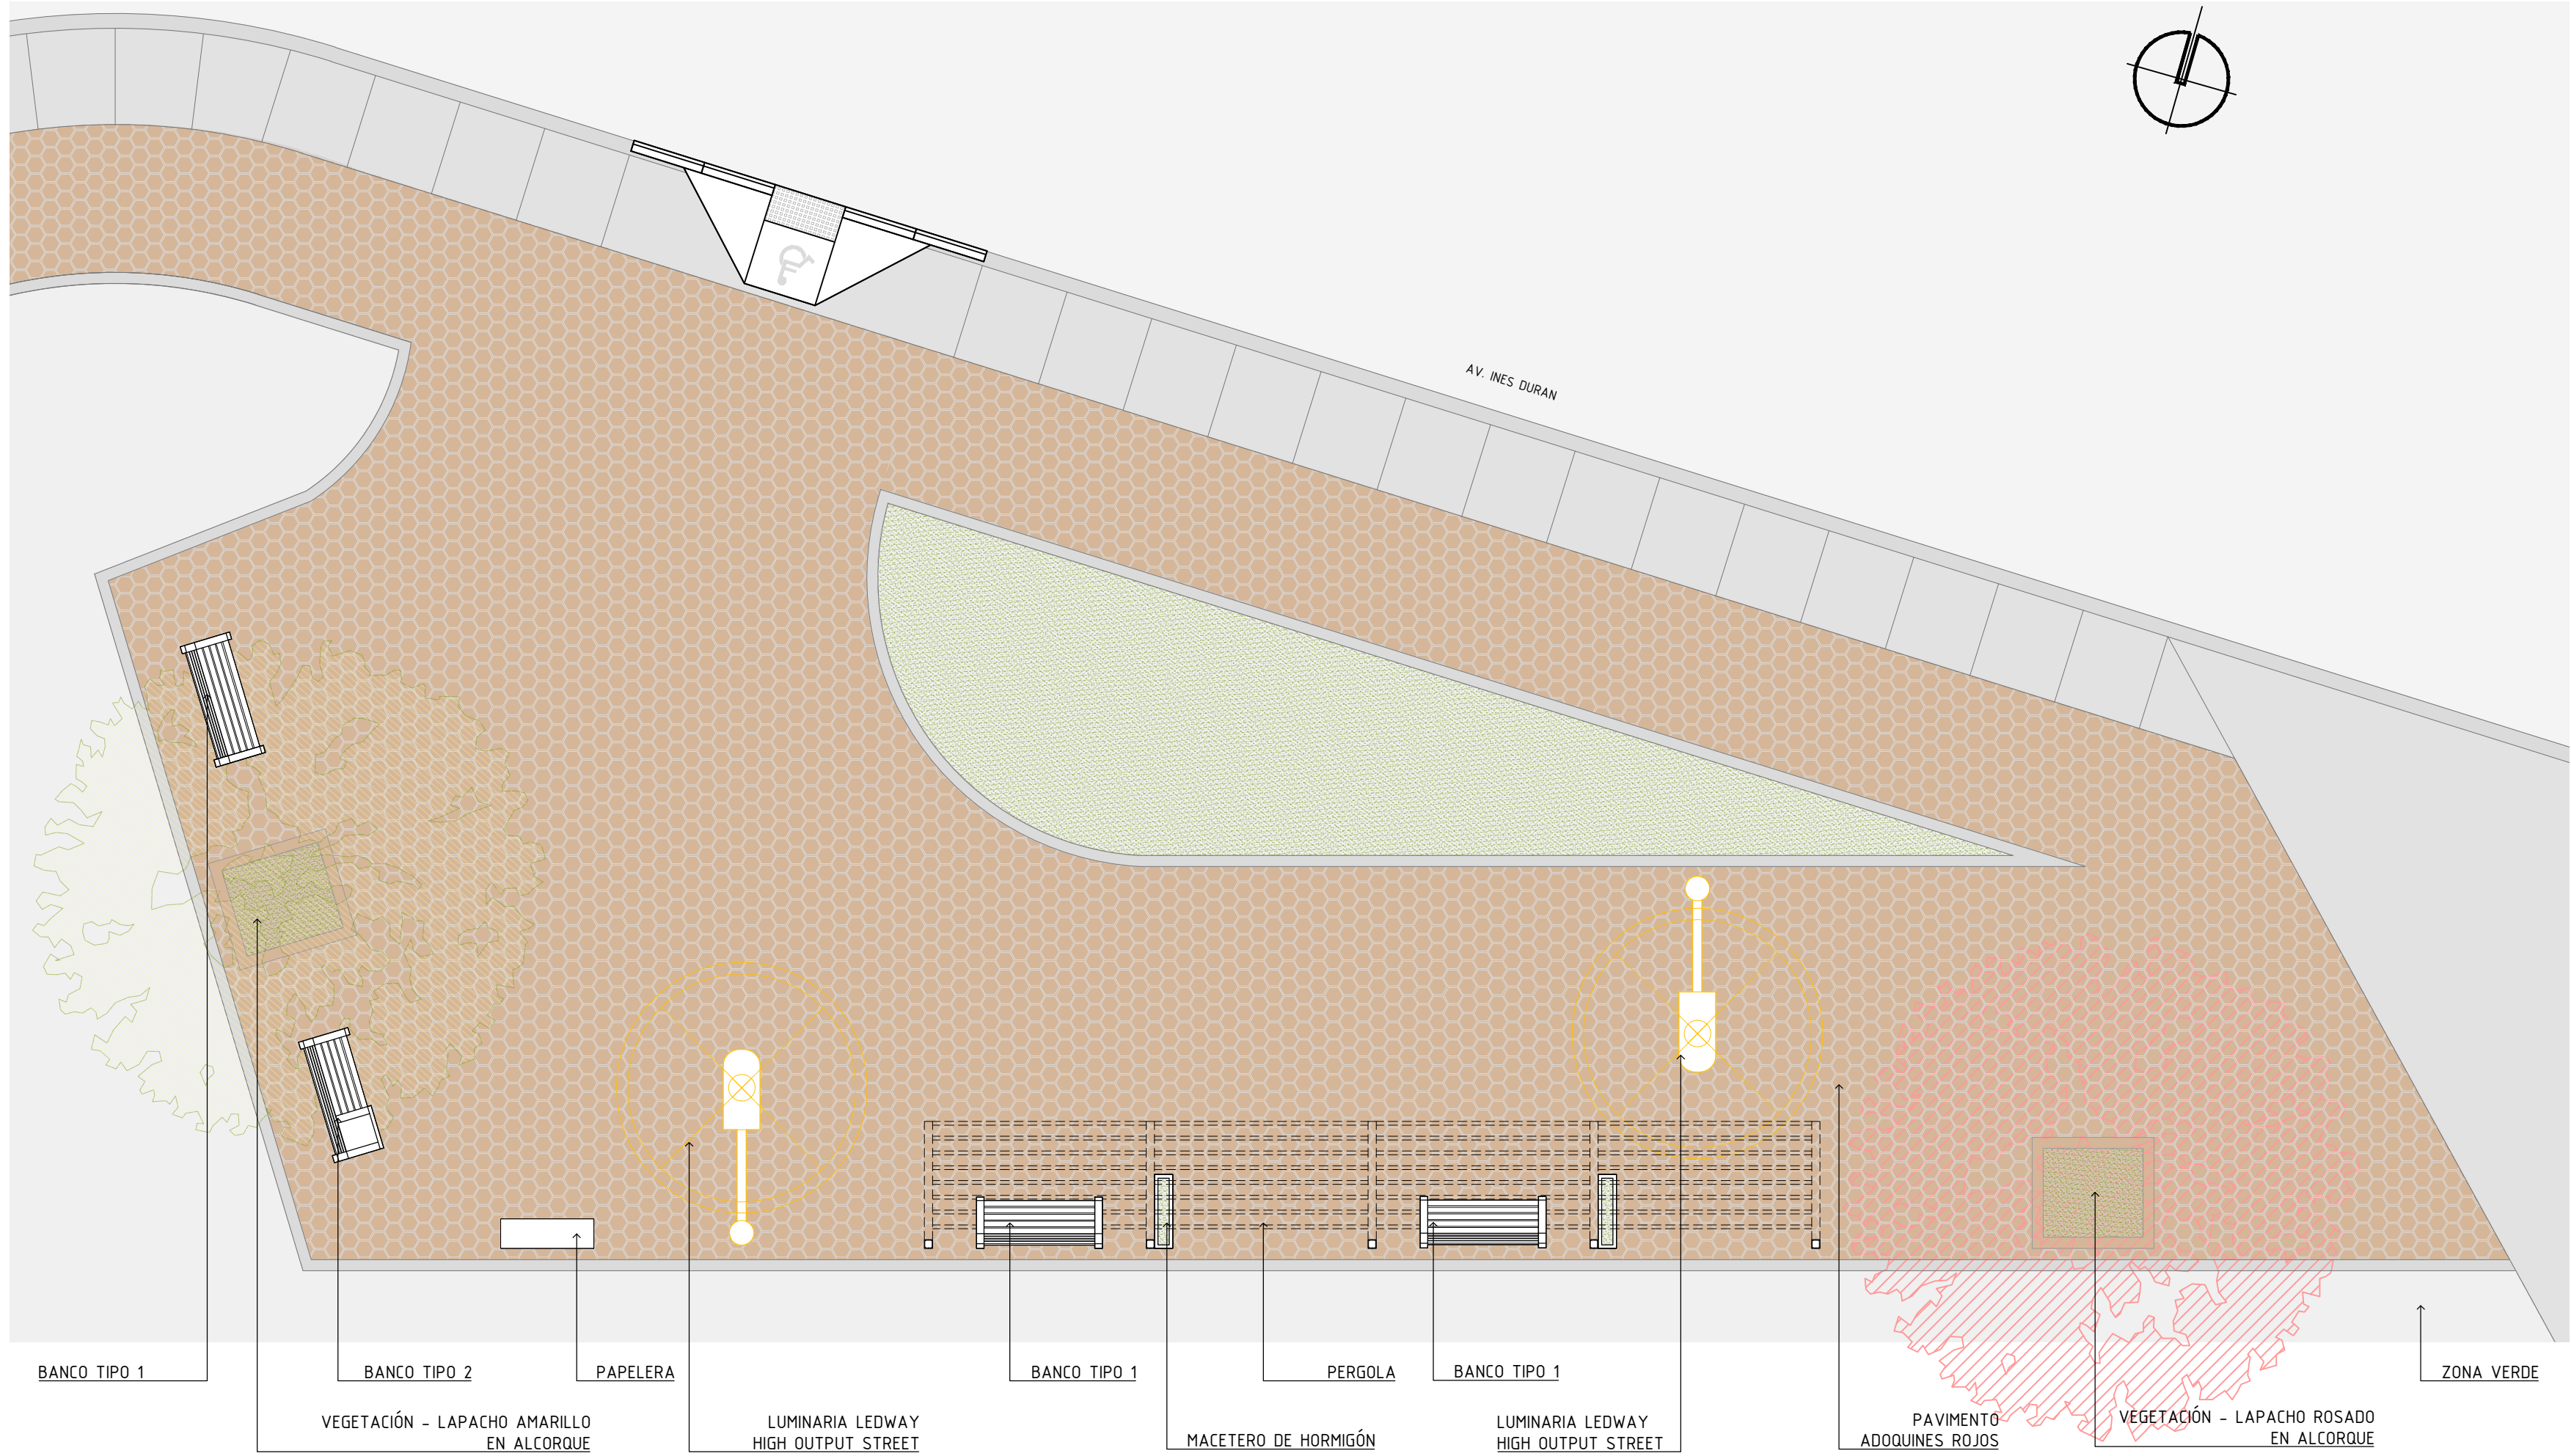 AV. INES DURAN
BANCO TIPO 1
BANCO TIPO 2
PAPELERA
BANCO TIPO 1
PERGOLA
BANCO TIPO 1
ZONA VERDE
VEGETACIÓN - LAPACHO AMARILLO
EN ALCORQUE
LUMINARIA LEDWAY
HIGH OUTPUT STREET
MACETERO DE HORMIGÓN
LUMINARIA LEDWAY
HIGH OUTPUT STREET
PAVIMENTO
ADOQUINES ROJOS
VEGETACIÓN - LAPACHO ROSADO
EN ALCORQUE